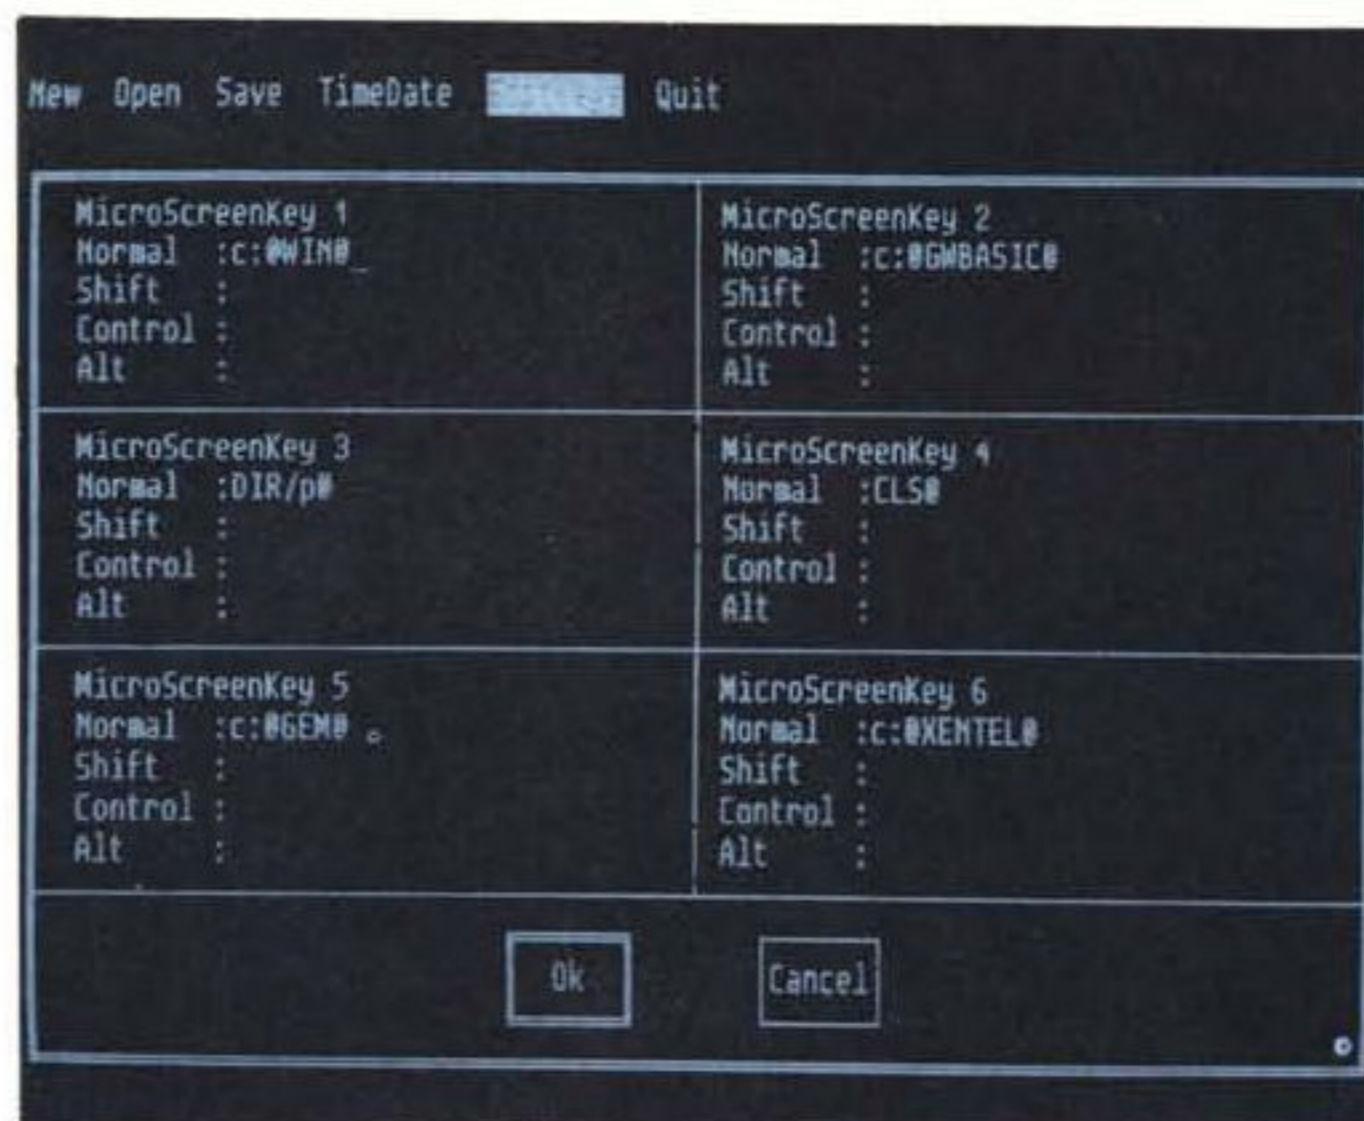 New Open Save TimeDate Quit
MicroScreenKey 1
Normal :c:@WIN@_
Shift :
Control :
Alt :
MicroScreenKey 2
Normal :c:@GWBASIC@
Shift :
Control :
Alt :
MicroScreenKey 3
Normal :DIR/p@
Shift :
Control :
Alt :
MicroScreenKey 4
Normal :CLS@
Shift :
Control :
Alt :
MicroScreenKey 5
Normal :c:@GEM@
Shift :
Control :
Alt :
MicroScreenKey 6
Normal :c:@XENTEL@
Shift :
Control :
Alt :
Ok Cancel